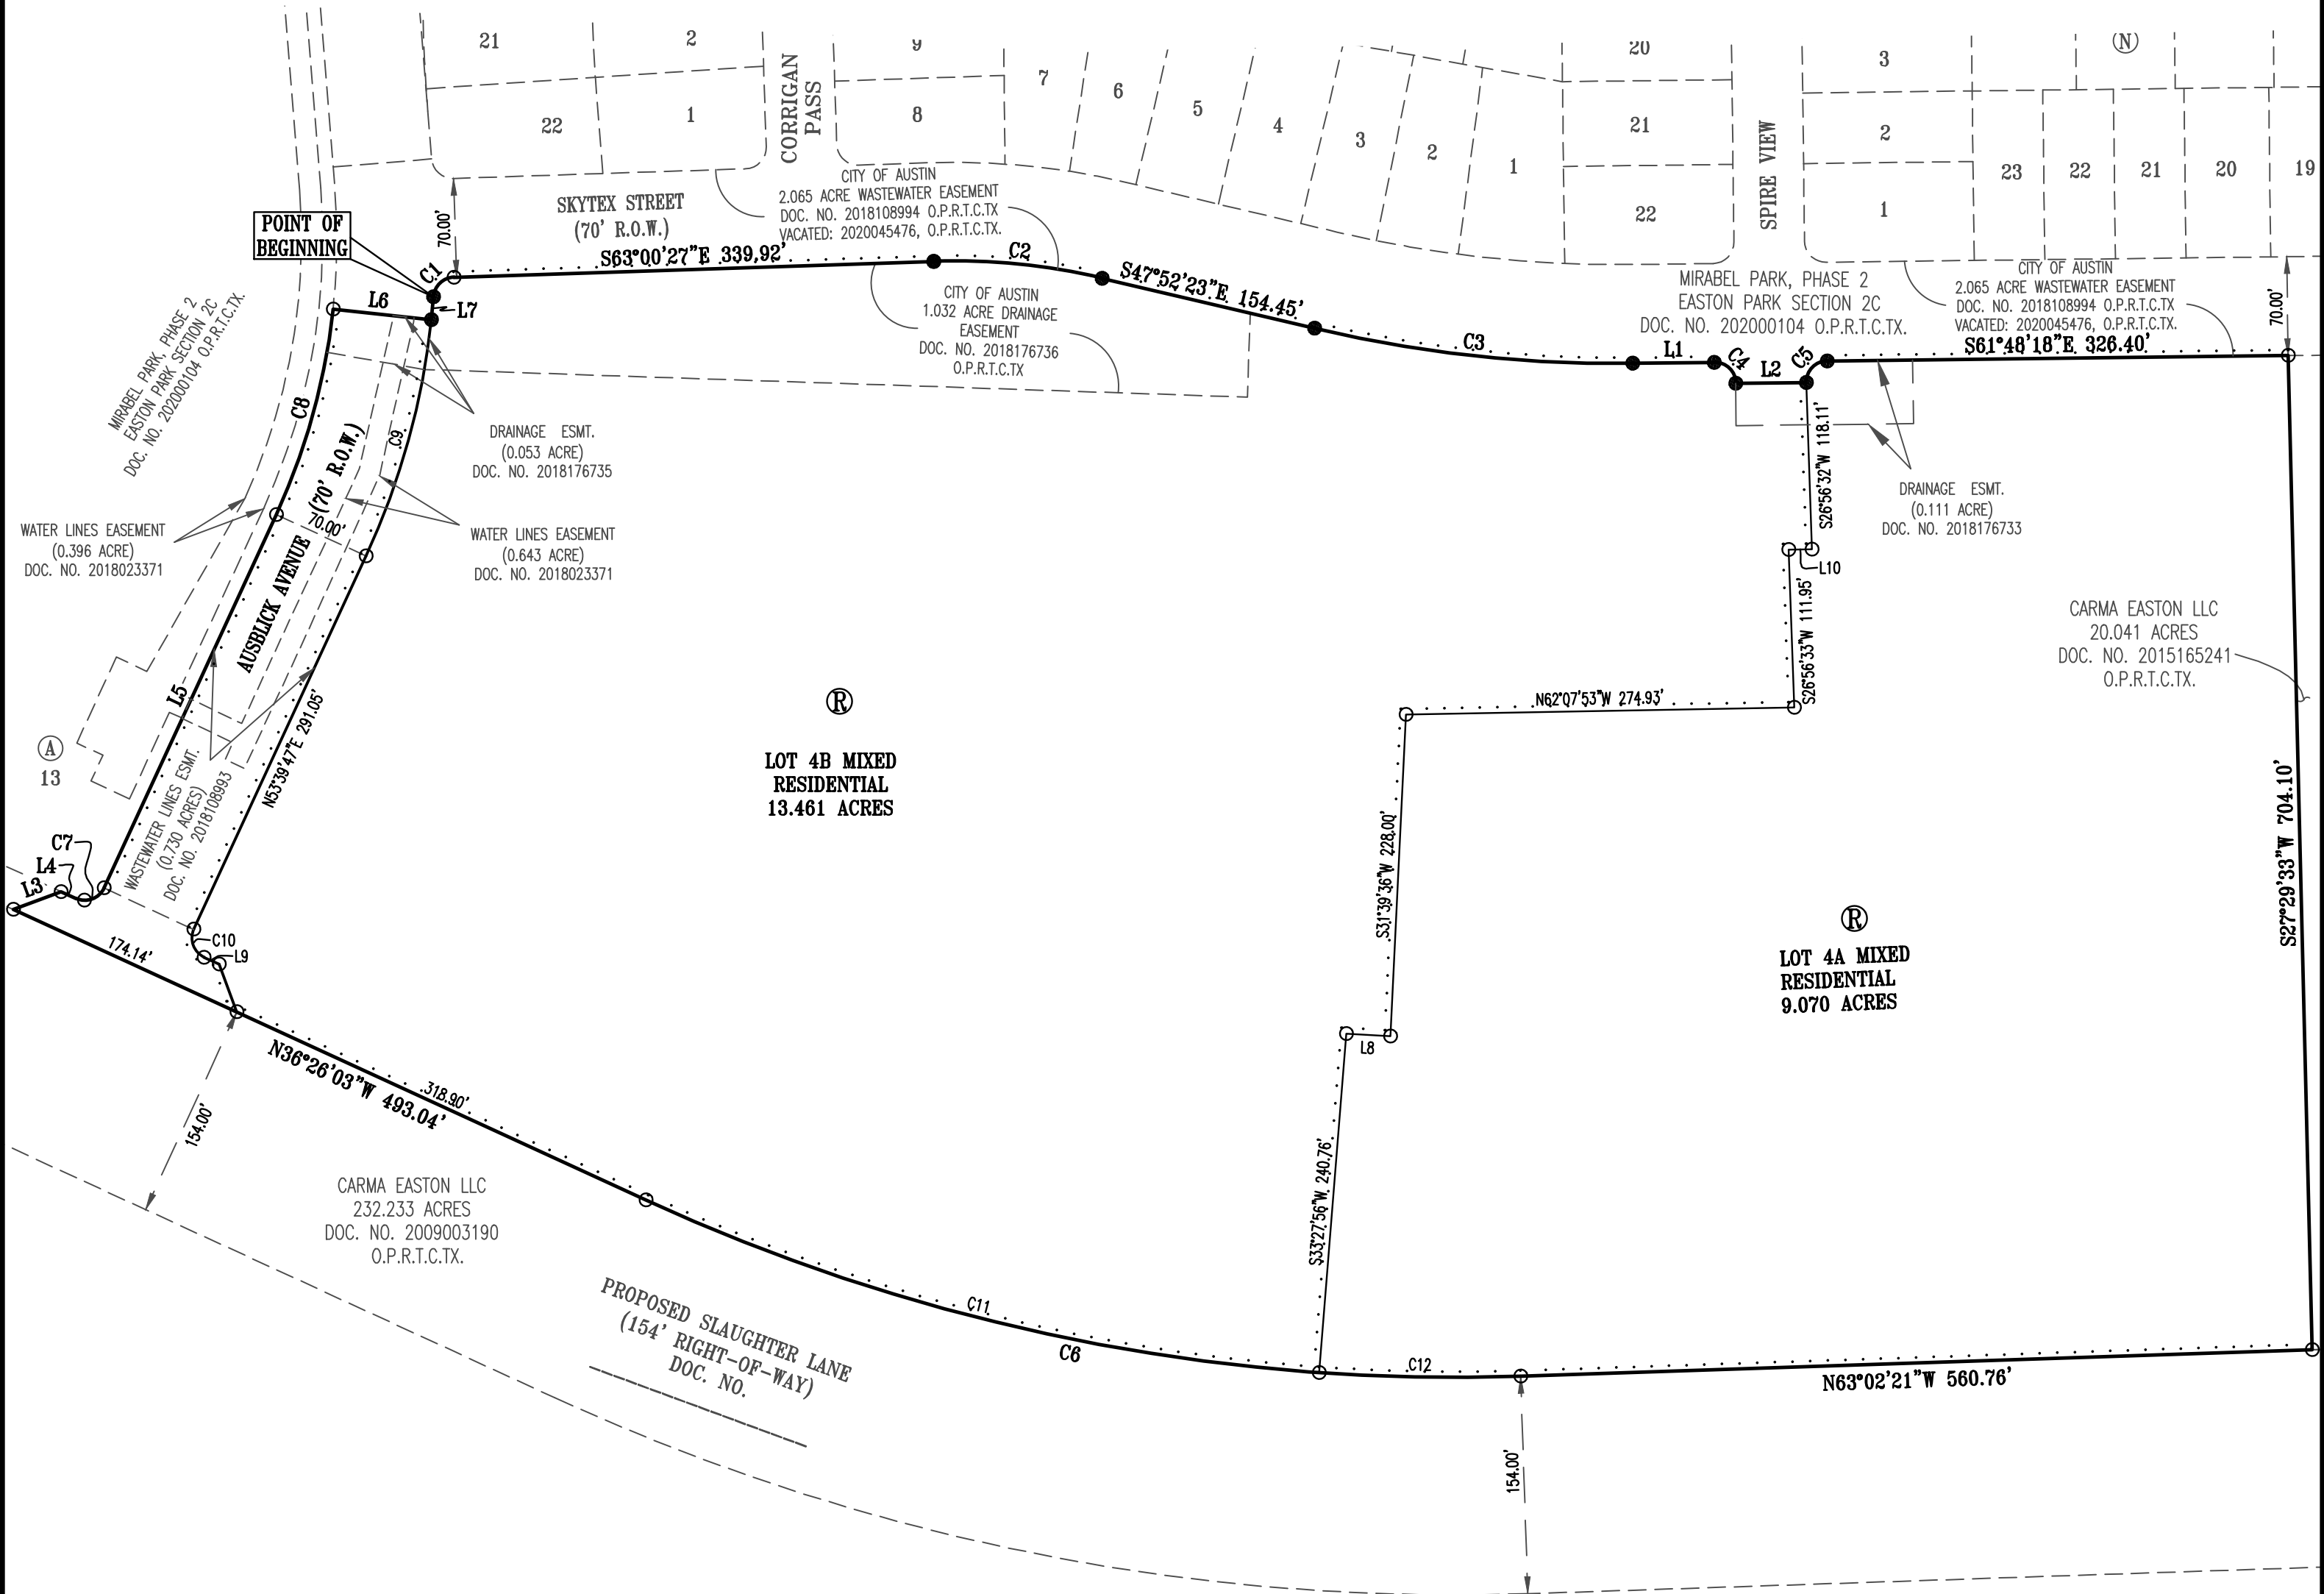 21
2
CORRIGAN
PASS
9
7
6
5
4
3
2
1
20
3
N
22
1
8
21
SPIRE VIEW
2
23
22
21
20
19
22
1
SKYTEX STREET
(70' R.O.W.)
70.00'
POINT OF
BEGINNING
C1
S63°00'27"E 339.92'
CITY OF AUSTIN
2.065 ACRE WASTEWATER EASEMENT
DOC. NO. 2018108994 O.P.R.T.C.TX
VACATED: 2020045476, O.P.R.T.C.TX.
C2
S47°52'23"E 154.45'
L6
L7
CITY OF AUSTIN
1.032 ACRE DRAINAGE
EASEMENT
DOC. NO. 2018176736
O.P.R.T.C.TX
MIRABEL PARK, PHASE 2
EASTON PARK SECTION 2C
DOC. NO. 202000104 O.P.R.T.C.TX.
CITY OF AUSTIN
2.065 ACRE WASTEWATER EASEMENT
DOC. NO. 2018108994 O.P.R.T.C.TX
VACATED: 2020045476, O.P.R.T.C.TX.
70.00'
C3
L1
C4
L2
C5
S61°48'18"E 326.40'
MIRABEL PARK, PHASE 2
EASTON PARK SECTION 2C
DOC. NO. 202000104 O.P.R.T.C.TX.
C8
C9
DRAINAGE ESMT.
(0.053 ACRE)
DOC. NO. 2018176735
S26°56'32"W 118.11'
DRAINAGE ESMT.
(0.111 ACRE)
DOC. NO. 2018176733
WATER LINES EASEMENT
(0.396 ACRE)
DOC. NO. 2018023371
70.00'
WATER LINES EASEMENT
(0.643 ACRE)
DOC. NO. 2018023371
L10
AUSBLICK AVENUE (70' R.O.W.)
S26°56'33"W 111.95'
CARMA EASTON LLC
20.041 ACRES
DOC. NO. 2015165241
O.P.R.T.C.TX.
L5
N53°39'47"E 291.05'
R
LOT 4B MIXED
RESIDENTIAL
13.461 ACRES
N62°07'53"W 274.93'
A
13
WASTEWATER LINES ESMT.
(0.730 ACRES)
DOC. NO. 2018108993
S27°29'33"W 704.10'
C7
L4
L3
S31°39'36"W 228.00'
R
LOT 4A MIXED
RESIDENTIAL
9.070 ACRES
174.14'
C10
L9
L8
N36°26'03"W 493.04'
318.90'
154.00'
S33°27'56"W 240.76'
CARMA EASTON LLC
232.233 ACRES
DOC. NO. 2009003190
O.P.R.T.C.TX.
PROPOSED SLAUGHTER LANE
(154' RIGHT-OF-WAY)
DOC. NO.
C11
C6
C12
N63°02'21"W 560.76'
154.00'